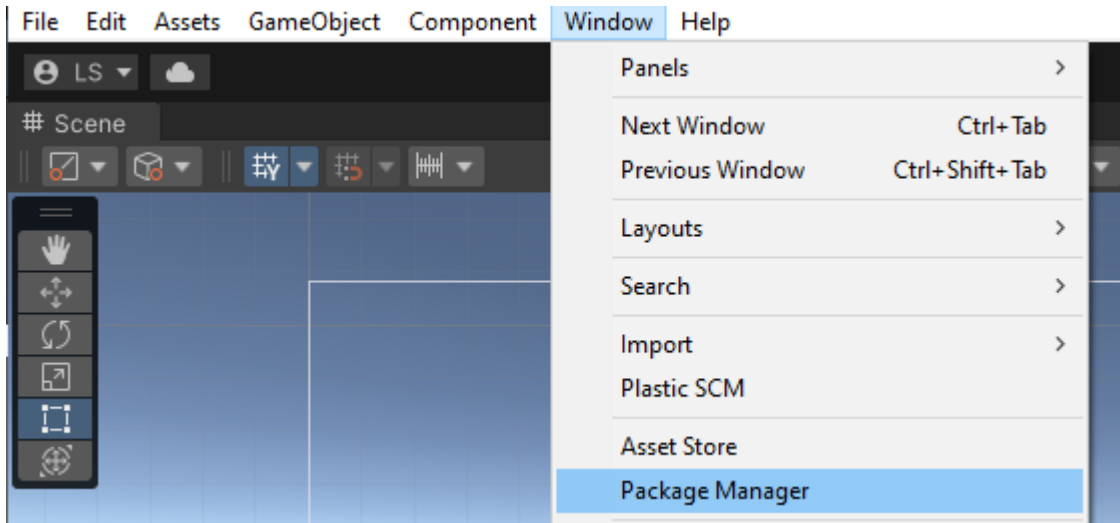 File Edit Assets GameObject Component Window Help
LS
Scene
Panels
Next Window Ctrl+Tab
Previous Window Ctrl+Shift+Tab
Layouts
Search
Import
Plastic SCM
Asset Store
Package Manager